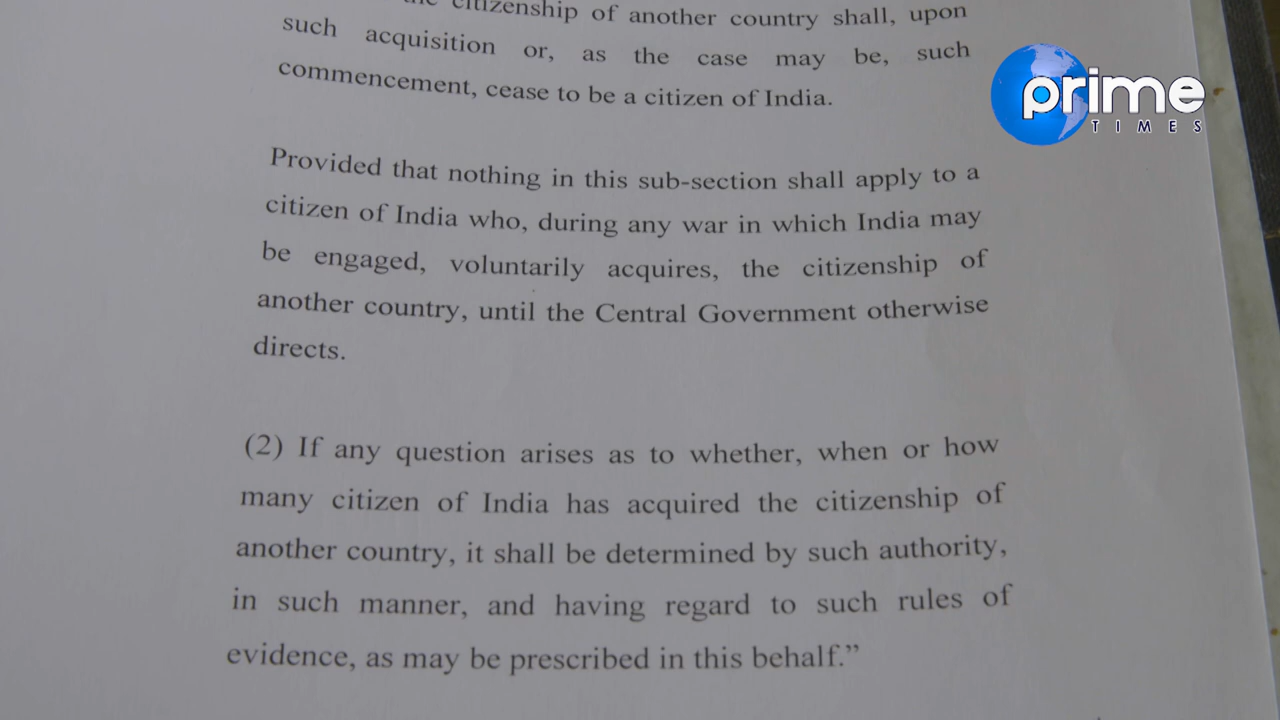 citizenship of another country shall, upon
such acquisition or, as the case may be, such
commencement, cease to be a citizen of India.
Provided that nothing in this sub-section shall apply to a
citizen of India who, during any war in which India may
be engaged, voluntarily acquires, the citizenship of
another country, until the Central Government otherwise
directs.
(2) If any question arises as to whether, when or how
many citizen of India has acquired the citizenship of
another country, it shall be determined by such authority,
in such manner, and having regard to such rules of
evidence, as may be prescribed in this behalf.”
prime
TIMES